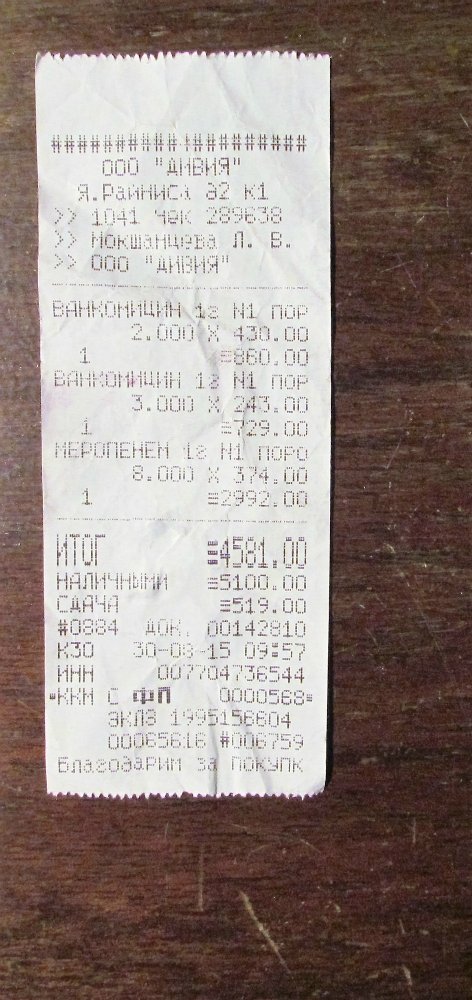 #######################
ООО "ДИВИЯ"
Я.Райниса д2 к1
>> 1041 Чек 289638
>> Мокшанцева Л. В.
>> ООО "ДИВИЯ"
ВАНКОМИЦИН 1г N1 ПОР
2.000 X 430.00
1 ≡860.00
ВАНКОМИЦИН 1г N1 ПОР
3.000 X 243.00
1 ≡729.00
МЕРОПЕНЕМ 1г N1 ПОРО
8.000 X 374.00
1 ≡2992.00
ИТОГ ≡4581.00
НАЛИЧНЫМИ ≡5100.00
СДАЧА ≡519.00
#0884 ДОК. 00142810
К30 30-08-15 09:57
ИНН 007704736544
ККМ С ФП 0000568
ЭКЛЗ 1995156604
00065616 #006759
Благодарим за ПОКУПК